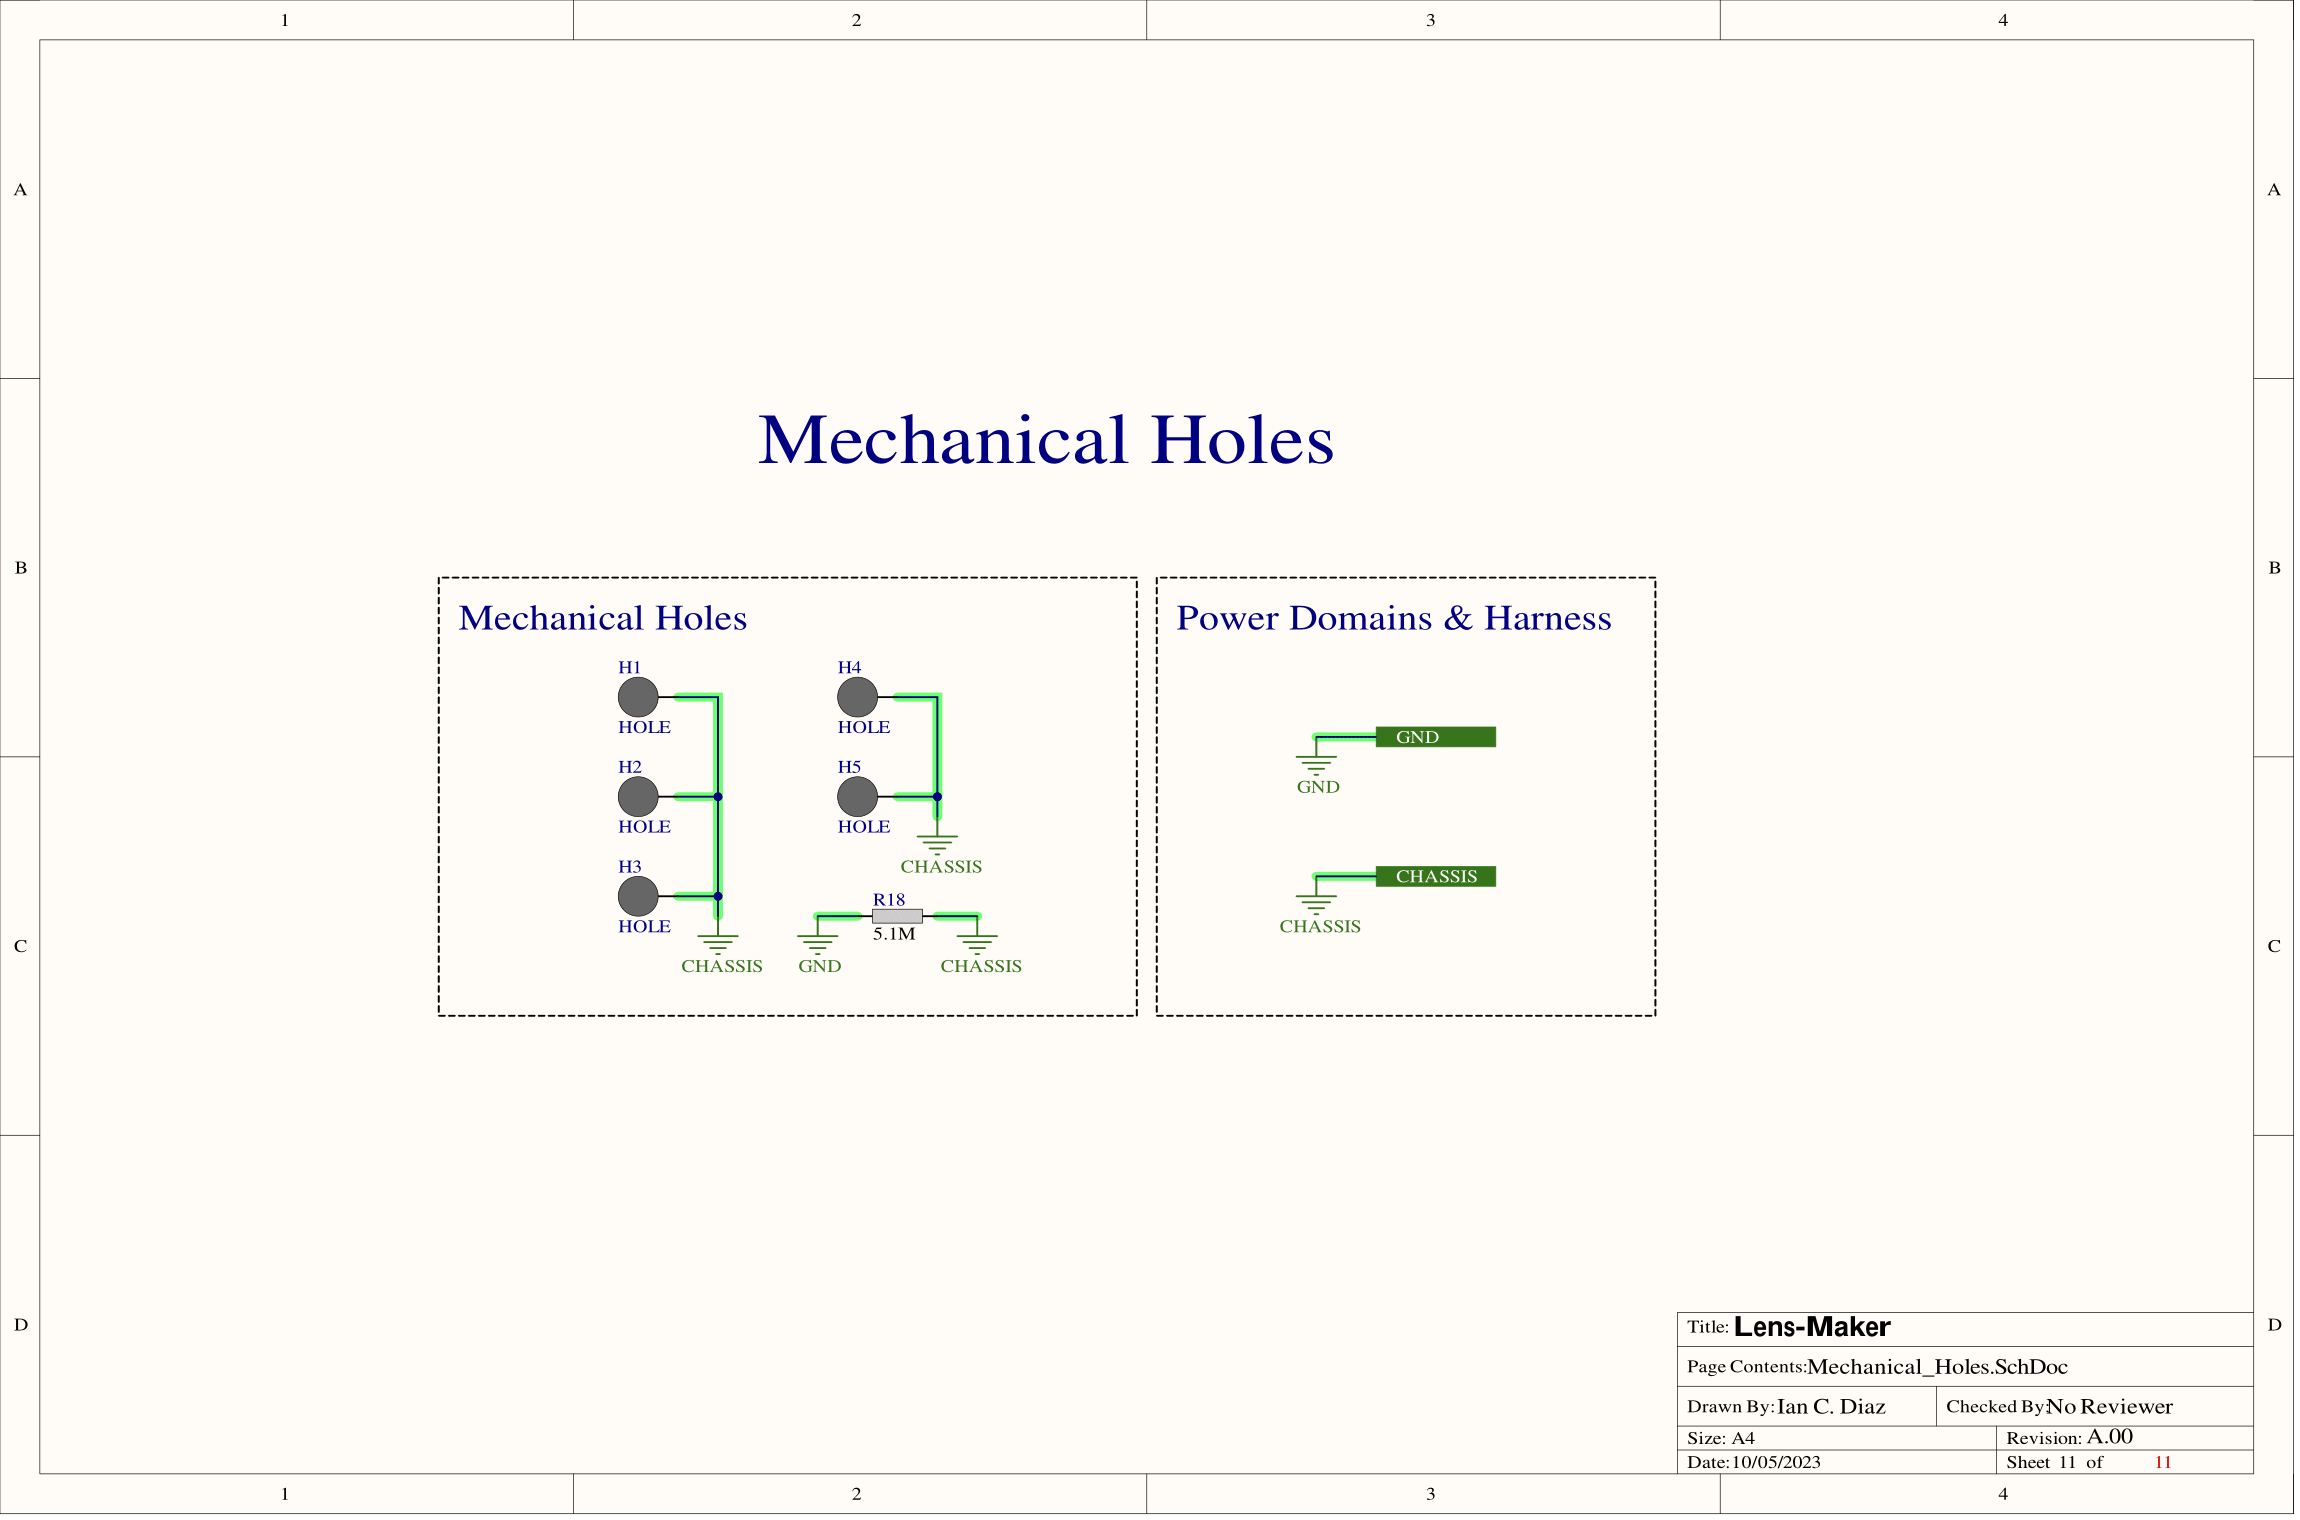 1 2 3 4
A A
Mechanical Holes
B B
Mechanical Holes
H1 H4
HOLE HOLE
H2 H5
HOLE HOLE
CHASSIS
H3
HOLE
CHASSIS
R18
5.1M
GND CHASSIS
Power Domains & Harness
GND
GND
CHASSIS
CHASSIS
C C
D D
Title: Lens-Maker
Page Contents:Mechanical_Holes.SchDoc
Drawn By: Ian C. Diaz Checked By: No Reviewer
Size: A4 Revision: A.00
Date: 10/05/2023 Sheet 11 of 11
1 2 3 4